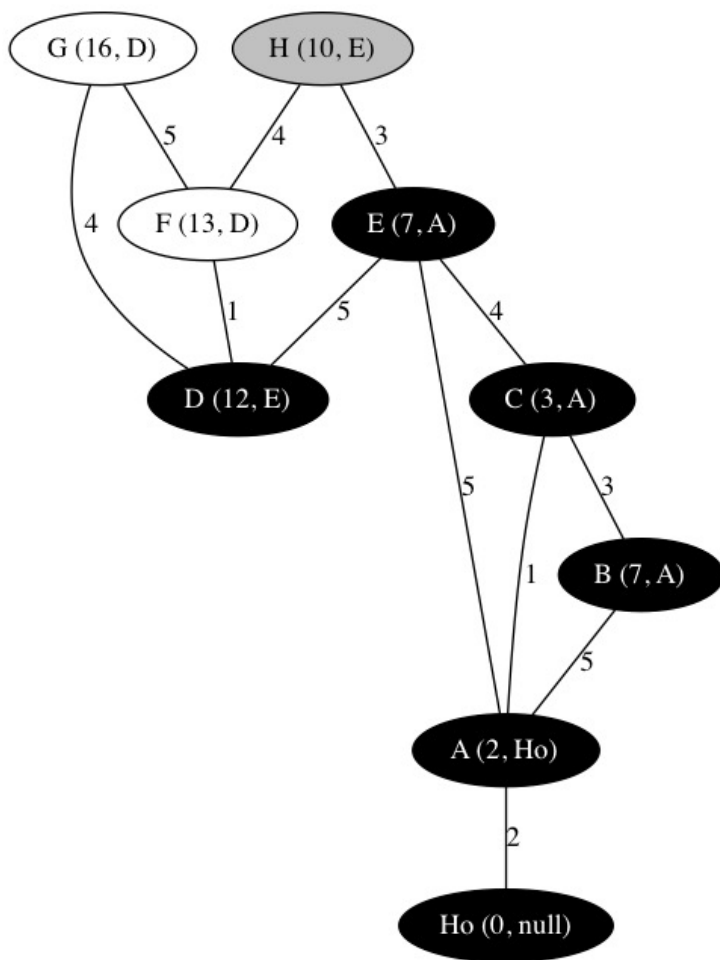 G (16, D)
H (10, E)
5
4
3
4
F (13, D)
E (7, A)
1
5
4
D (12, E)
C (3, A)
5
1
3
B (7, A)
5
A (2, Ho)
2
Ho (0, null)